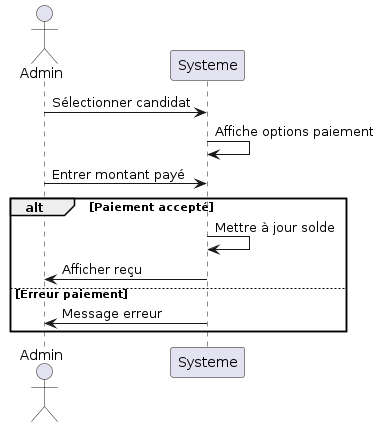 Admin
Systeme
Sélectionner candidat
Affiche options paiement
Entrer montant payé
alt [Paiement accepté]
Mettre à jour solde
Afficher reçu
[Erreur paiement]
Message erreur
Admin
Systeme